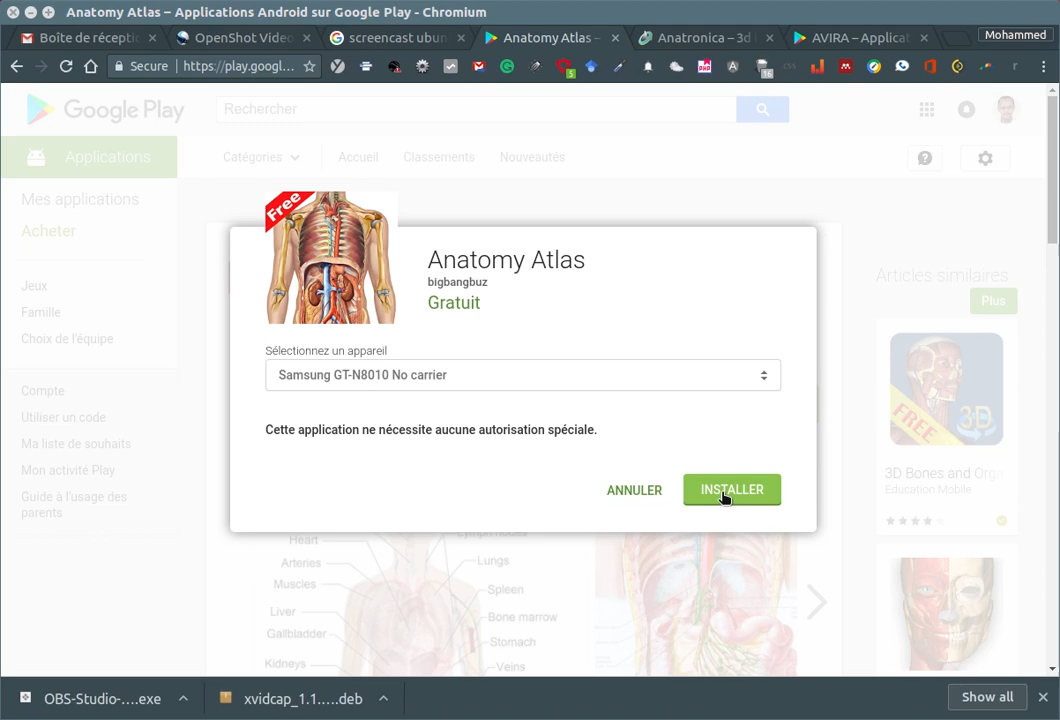 Anatomy Atlas – Applications Android sur Google Play - Chromium
Boîte de récepti
OpenShot Video
screencast ubun
Anatomy Atlas –
Anatronica – 3d
AVIRA – Applicat
Mohammed
Secure
https://play.googl...
Google Play
Rechercher
Applications
Catégories
Accueil
Classements
Nouveautés
Mes applications
Acheter
Jeux
Famille
Choix de l'équipe
Compte
Utiliser un code
Ma liste de souhaits
Mon activité Play
Guide à l'usage des
parents
Free
Anatomy Atlas
bigbangbuz
Gratuit
Sélectionnez un appareil
Samsung GT-N8010 No carrier
Cette application ne nécessite aucune autorisation spéciale.
ANNULER
INSTALLER
Articles similaires
Plus
FREE
3D
3D Bones and Orga
Education Mobile
Heart
Arteries
Muscles
Liver
Gallbladder
Kidneys
Lymph nodes
Lungs
Spleen
Bone marrow
Stomach
Veins
OBS-Studio-....exe
xvidcap_1.1.....deb
Show all